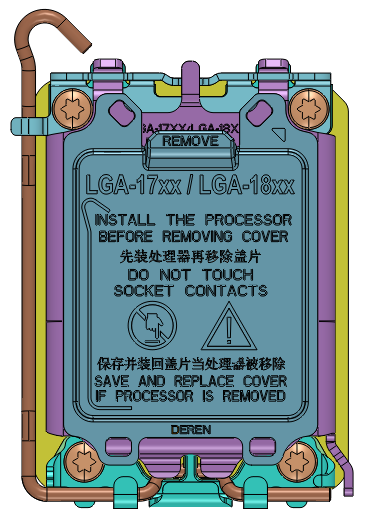 LGA-17XX/LGA-18X
REMOVE
LGA-17xx / LGA-18xx
INSTALL THE PROCESSOR
BEFORE REMOVING COVER
先装处理器再移除盖片
DO NOT TOUCH
SOCKET CONTACTS
保存并装回盖片当处理器被移除
SAVE AND REPLACE COVER
IF PROCESSOR IS REMOVED
DEREN